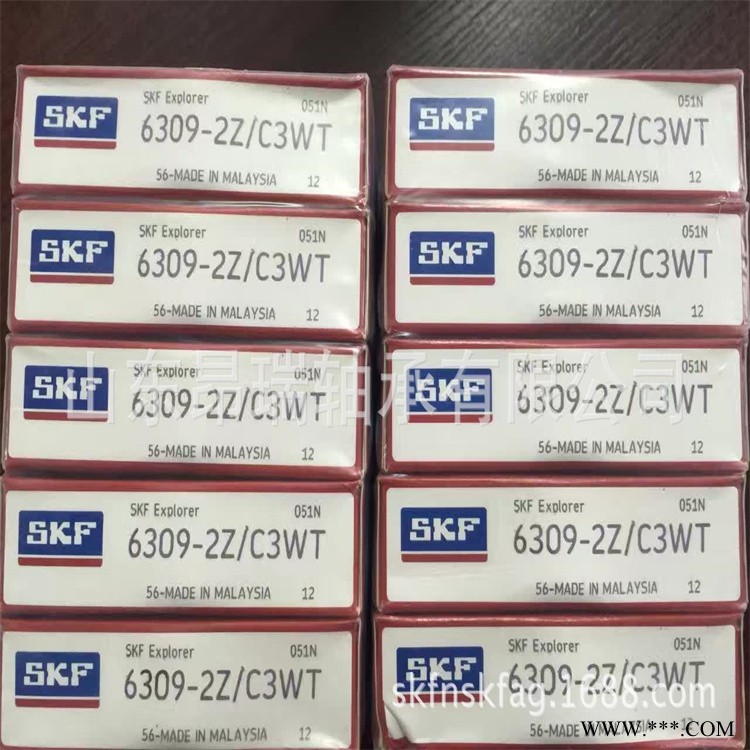 SKF
SKF Explorer
051N
6309-2Z/C3WT
56-MADE IN MALAYSIA 12
SKF
SKF Explorer
051N
6309-2Z/C3WT
56-MADE IN MALAYSIA 12
SKF
SKF Explorer
051N
6309-2Z/C3WT
56-MADE IN MALAYSIA 12
SKF
SKF Explorer
051N
6309-2Z/C3WT
56-MADE IN MALAYSIA 12
SKF
SKF Explorer
051N
6309-2Z/C3WT
56-MADE IN MALAYSIA 12
SKF
SKF Explorer
051N
6309-2Z/C3WT
56-MADE IN MALAYSIA 12
山东昂瑞轴承有限公司
SKF
SKF Explorer
051N
6309-2Z/C3WT
56-MADE IN MALAYSIA 12
SKF
SKF Explorer
051N
6309-2Z/C3WT
56-MADE IN MALAYSIA 12
SKF
SKF Explorer
051N
6309-2Z/C3WT
56-MADE IN MALAYSIA 12
SKF
SKF Explorer
051N
6309-2Z/C3WT
56-MADE IN MALAYSIA 12
skfnskfag.1688.com
WWW.***.COM